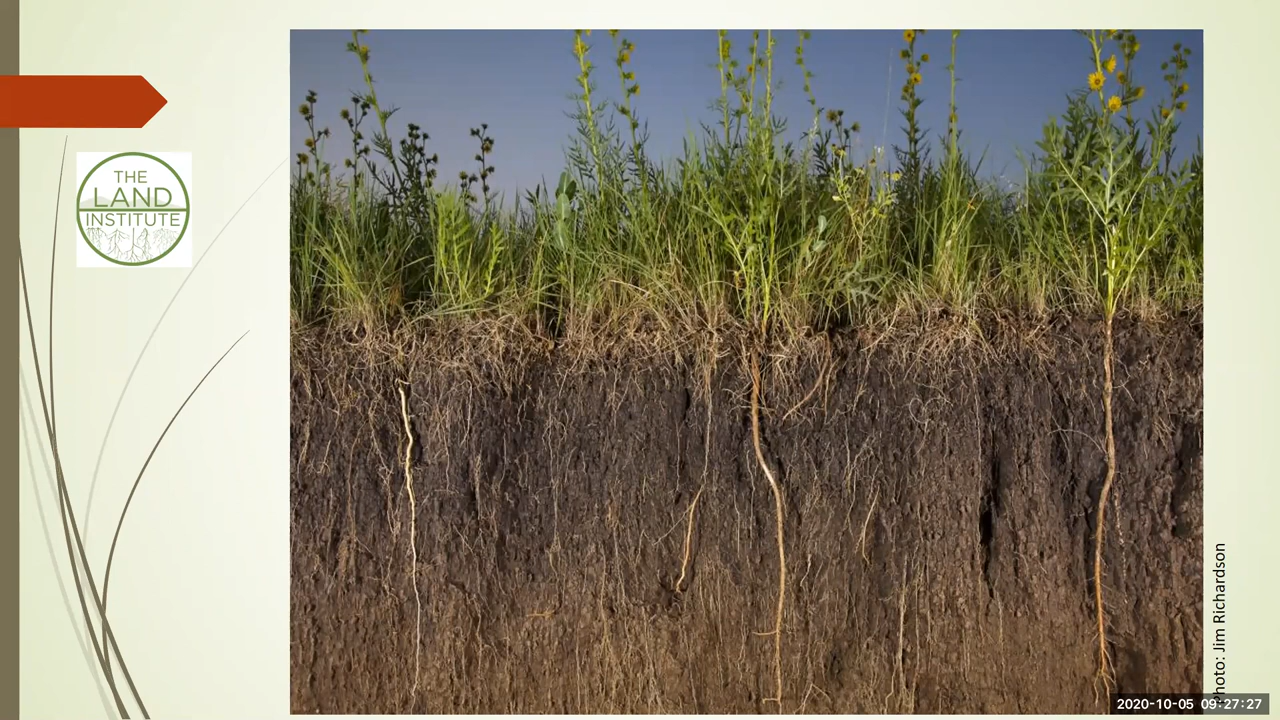 THE
LAND
INSTITUTE
Photo: Jim Richardson
2020-10-05 09:27:27